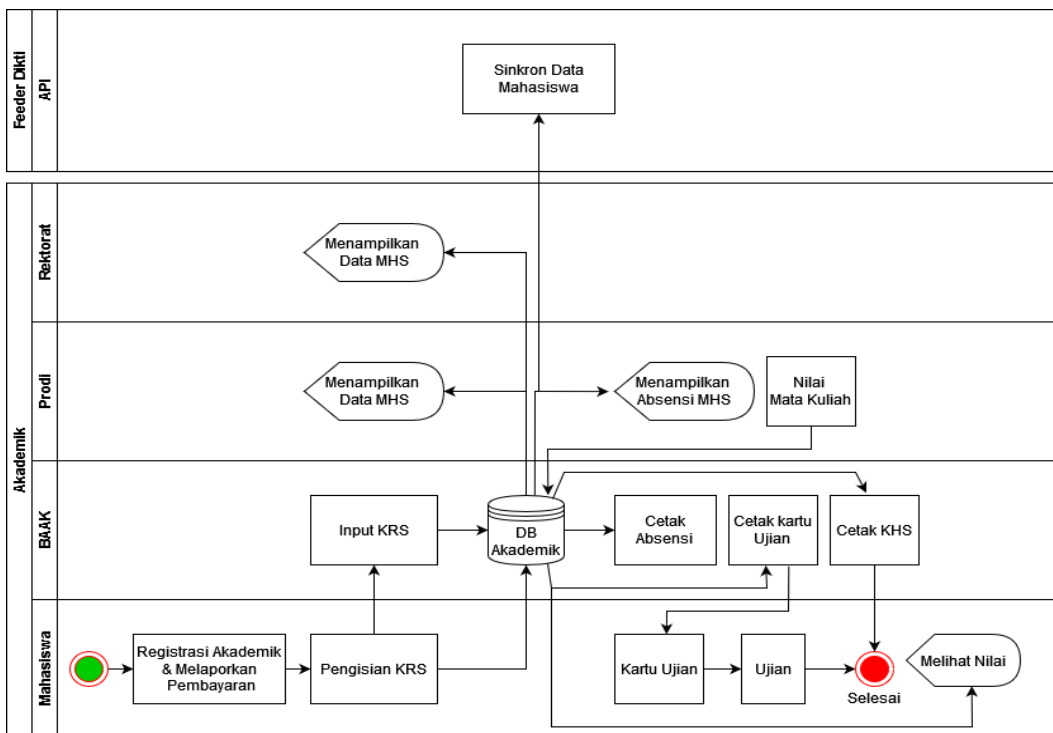 Feeder Dikti
API
Sinkron Data
Mahasiswa
Akademik
Rektorat
Menampilkan
Data MHS
Prodi
Menampilkan
Data MHS
Menampilkan
Absensi MHS
Nilai
Mata Kuliah
BAAK
Input KRS
DB
Akademik
Cetak
Absensi
Cetak kartu
Ujian
Cetak KHS
Mahasiswa
Registrasi Akademik
& Melaporkan
Pembayaran
Pengisian KRS
Kartu Ujian
Ujian
Selesai
Melihat Nilai